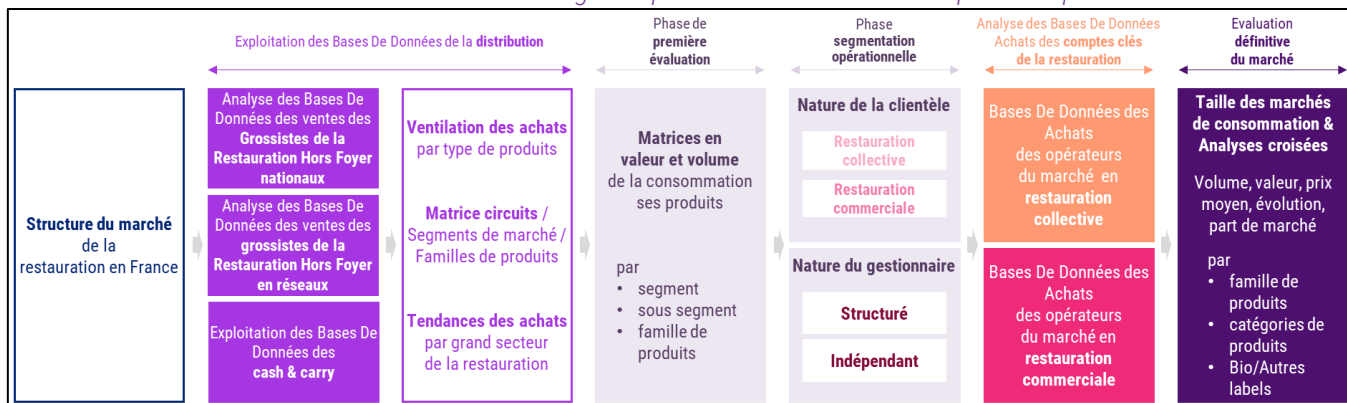 Exploitation des Bases De Données de la distribution
Phase de
première
évaluation
Phase
segmentation
opérationnelle
Analyse des Bases De Données
Achats des comptes clés
de la restauration
Evaluation
définitive
du marché
Structure du marché
de la
restauration en France
Analyse des Bases De
Données des ventes des
Grossistes de la
Restauration Hors Foyer
nationaux
Analyse des Bases De
Données des ventes des
grossistes de la
Restauration Hors Foyer
en réseaux
Exploitation des Bases De
Données des
cash & carry
Ventilation des achats
par type de produits
Matrice circuits /
Segments de marché /
Familles de produits
Tendances des achats
par grand secteur
de la restauration
Matrices en
valeur et volume
de la consommation
ses produits
par
• segment
• sous segment
• famille de
produits
Nature de la clientèle
Restauration
collective
Restauration
commerciale
Nature du gestionnaire
Structuré
Indépendant
Bases De Données des
Achats
des opérateurs
du marché en
restauration
collective
Bases De Données des
Achats
des opérateurs
du marché en
restauration
commerciale
Taille des marchés
de consommation &
Analyses croisées
Volume, valeur, prix
moyen, évolution,
part de marché
par
• famille de
produits
• catégories de
produits
• Bio/Autres
labels